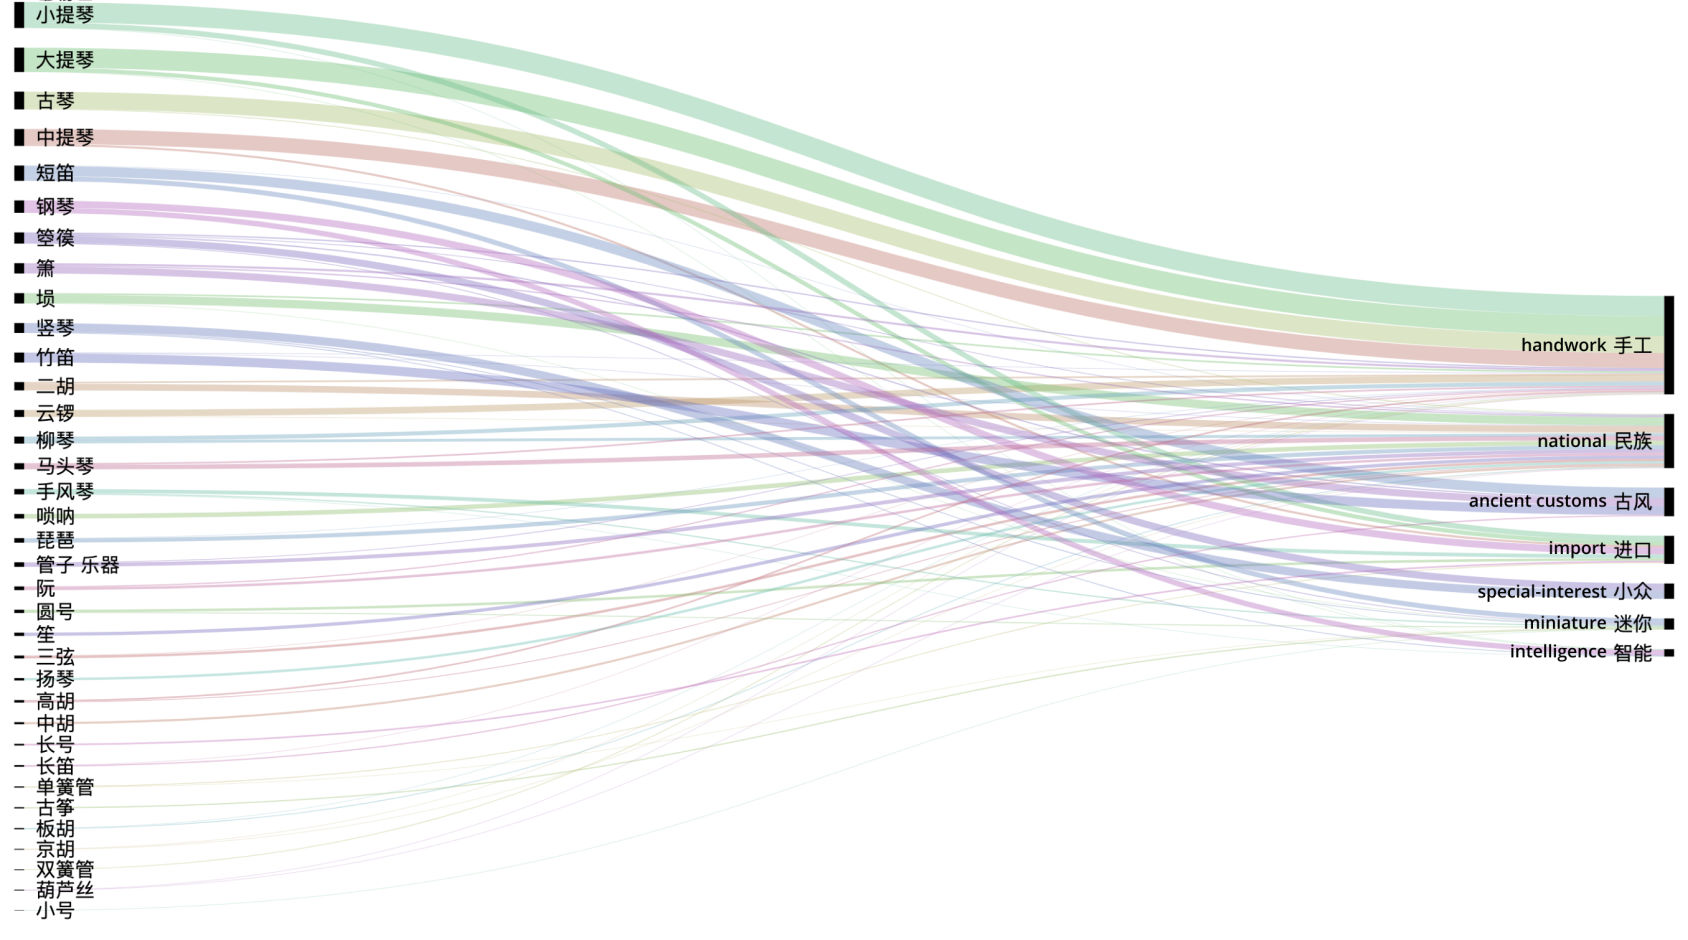 小提琴
大提琴
古琴
中提琴
短笛
钢琴
箜篌
箫
埙
竖琴
竹笛
二胡
云锣
柳琴
马头琴
手风琴
唢呐
琵琶
管子 乐器
阮
圆号
笙
三弦
扬琴
高胡
中胡
长号
长笛
单簧管
古筝
板胡
京胡
双簧管
葫芦丝
小号
handwork 手工
national 民族
ancient customs 古风
import 进口
special-interest 小众
miniature 迷你
intelligence 智能